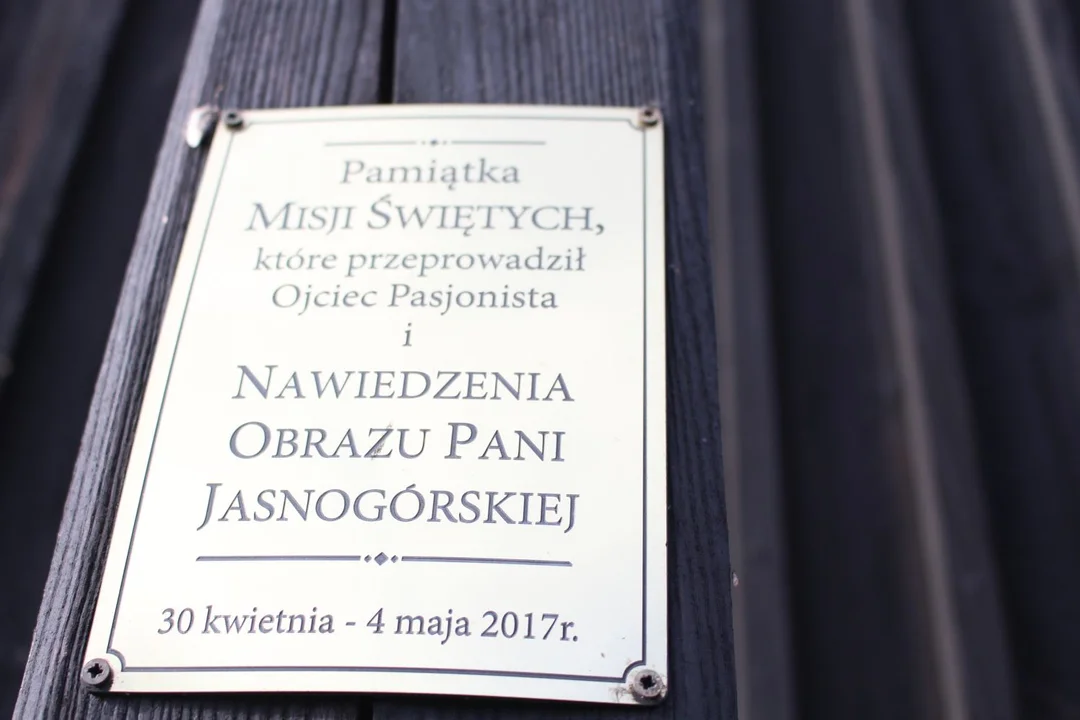 Pamiątka
MISJI ŚWIĘTYCH,
które przeprowadził
Ojciec Pasjonista
i
NAWIEDZENIA
OBRAZU PANI
JASNOGÓRSKIEJ
30 kwietnia - 4 maja 2017r.